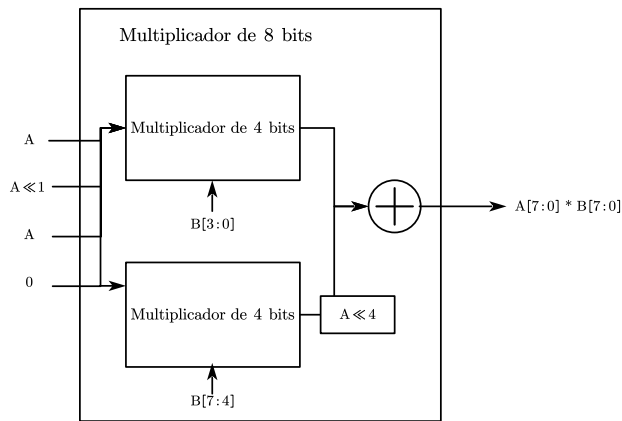 Multiplicador de 8 bits
Multiplicador de 4 bits
A
A≪1
B[3:0]
A[7:0] * B[7:0]
A
0
Multiplicador de 4 bits
A≪4
B[7:4]